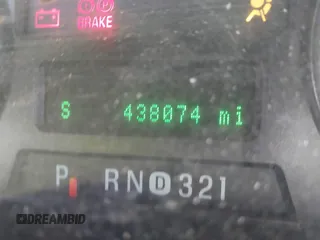 BRAKE
S 438074 mi
P R N D 3 2 1
DREAMBID